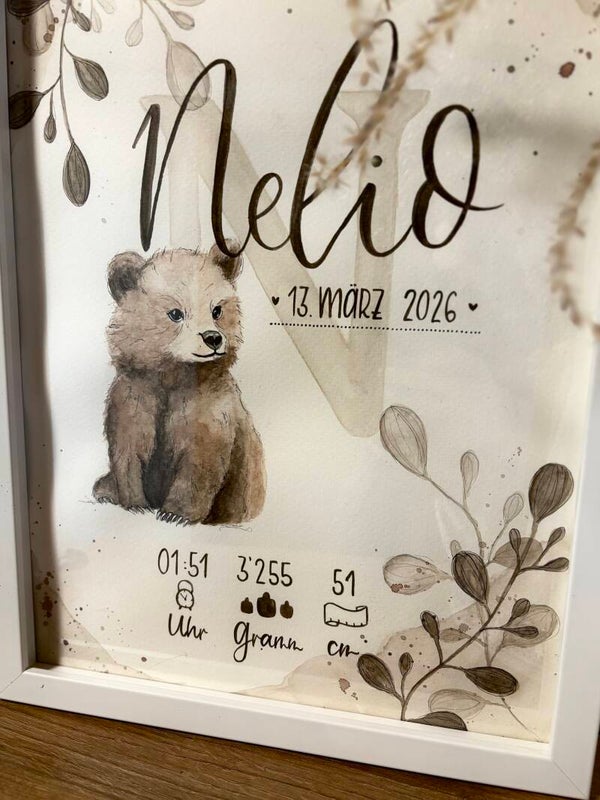 N
Nelio
♥ 13. MäRZ 2026 ♥
01:51 3'255 51
Uhr gramm cm